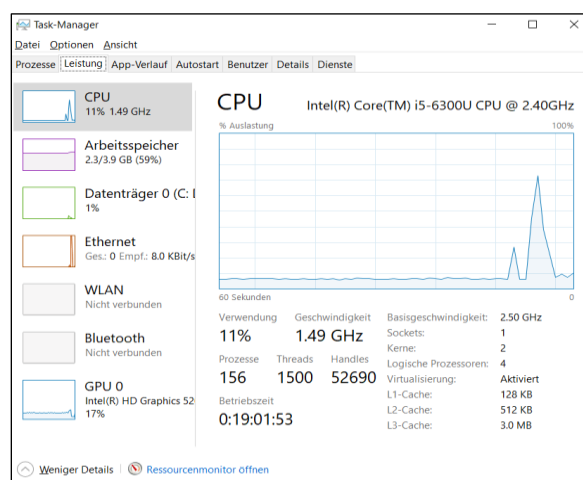 Task-Manager
Datei Optionen Ansicht
Prozesse Leistung App-Verlauf Autostart Benutzer Details Dienste
CPU
11% 1.49 GHz
Arbeitsspeicher
2.3/3.9 GB (59%)
Datenträger 0 (C:
1%
Ethernet
Ges.: 0 Empf.: 8.0 KBit/s
WLAN
Nicht verbunden
Bluetooth
Nicht verbunden
GPU 0
Intel(R) HD Graphics 52
17%
CPU Intel(R) Core(TM) i5-6300U CPU @ 2.40GHz
% Auslastung 100%
60 Sekunden 0
Verwendung Geschwindigkeit
11% 1.49 GHz
Prozesse Threads Handles
156 1500 52690
Betriebszeit
0:19:01:53
Basisgeschwindigkeit: 2.50 GHz
Sockets: 1
Kerne: 2
Logische Prozessoren: 4
Virtualisierung: Aktiviert
L1-Cache: 128 KB
L2-Cache: 512 KB
L3-Cache: 3.0 MB
Weniger Details Ressourcenmonitor öffnen